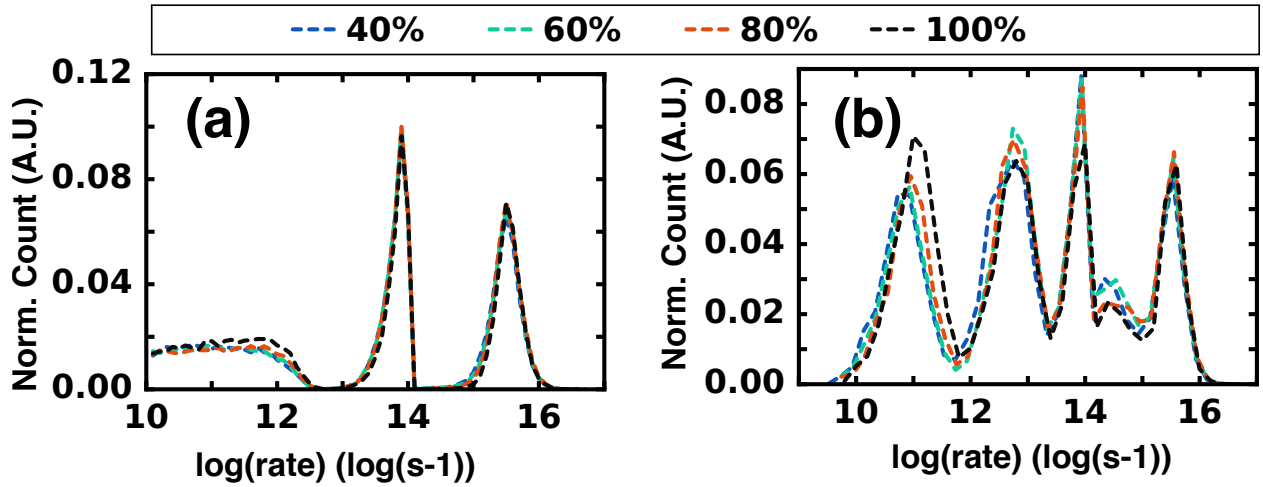 40% 60% 80% 100%
(a)
Norm. Count (A.U.)
0.12
0.08
0.04
0.00
10 12 14 16
log(rate) (log(s-1))
(b)
Norm. Count (A.U.)
0.08
0.06
0.04
0.02
0.00
10 12 14 16
log(rate) (log(s-1))